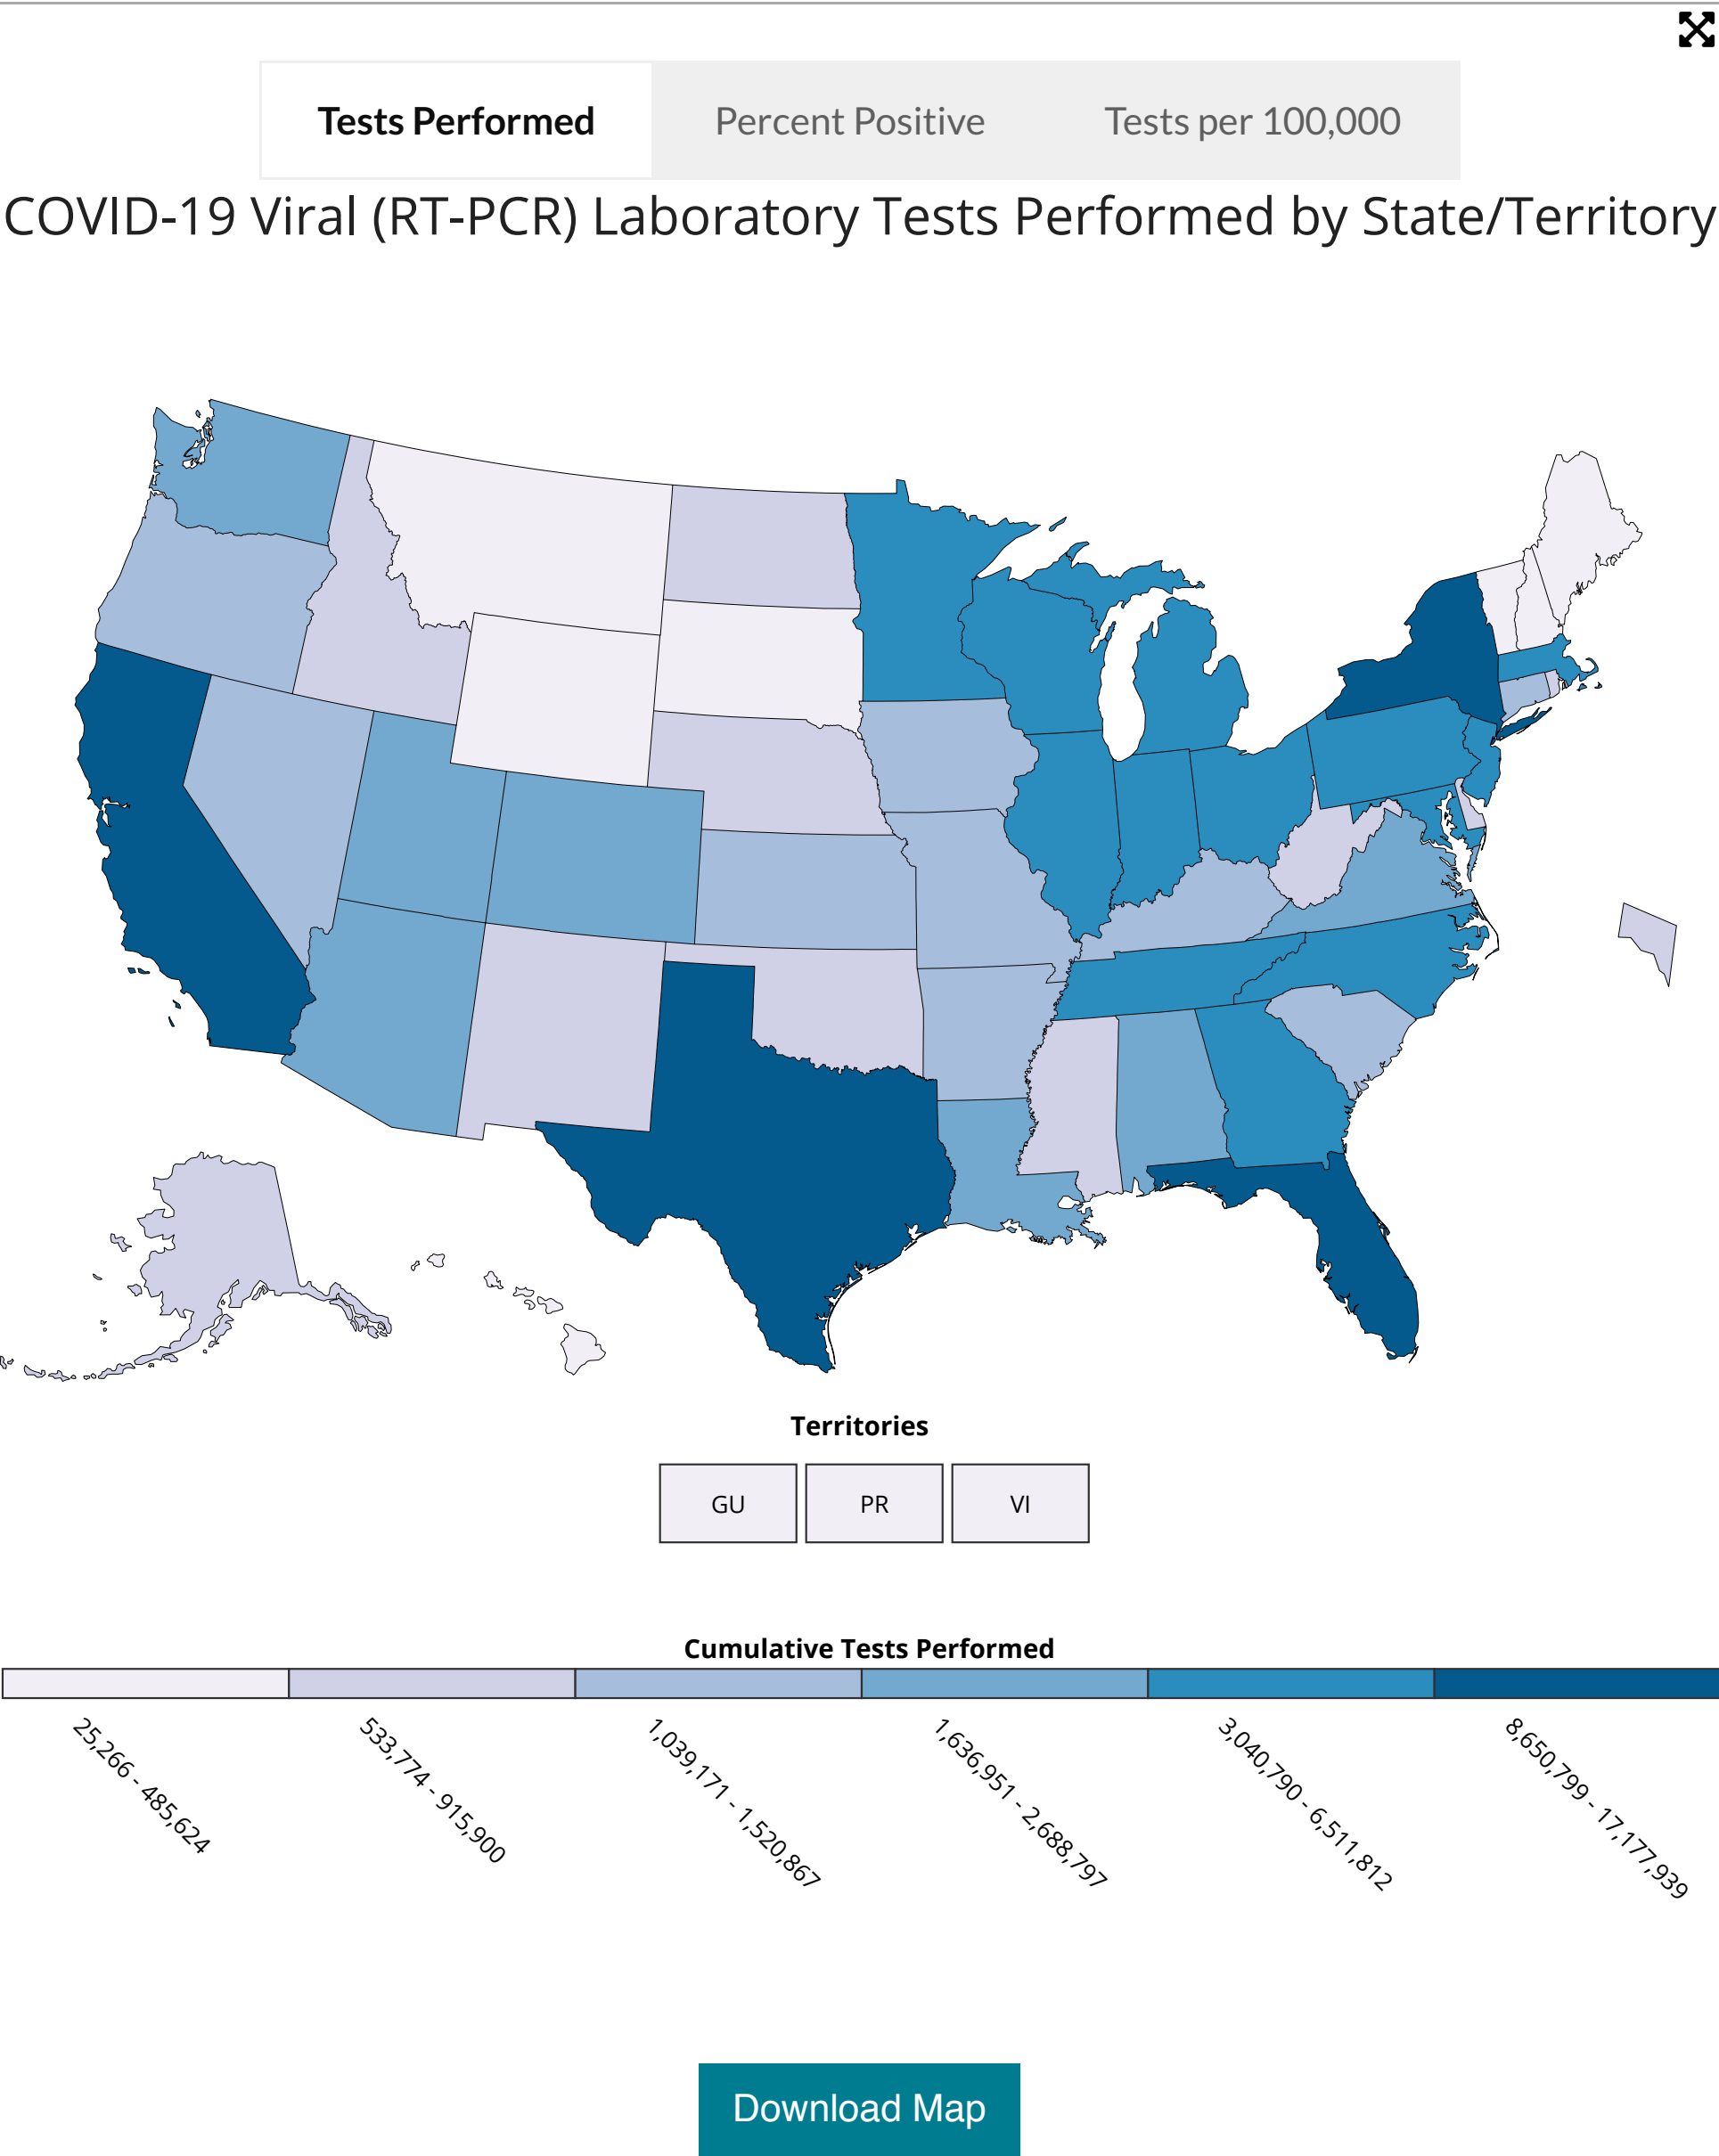 Tests Performed Percent Positive Tests per 100,000
COVID-19 Viral (RT-PCR) Laboratory Tests Performed by State/Territory
Territories
GU PR VI
Cumulative Tests Performed
25,266 - 485,624
533,774 - 915,900
1,039,171 - 1,520,867
1,636,951 - 2,688,797
3,040,790 - 6,511,812
8,650,799 - 17,177,939
Download Map